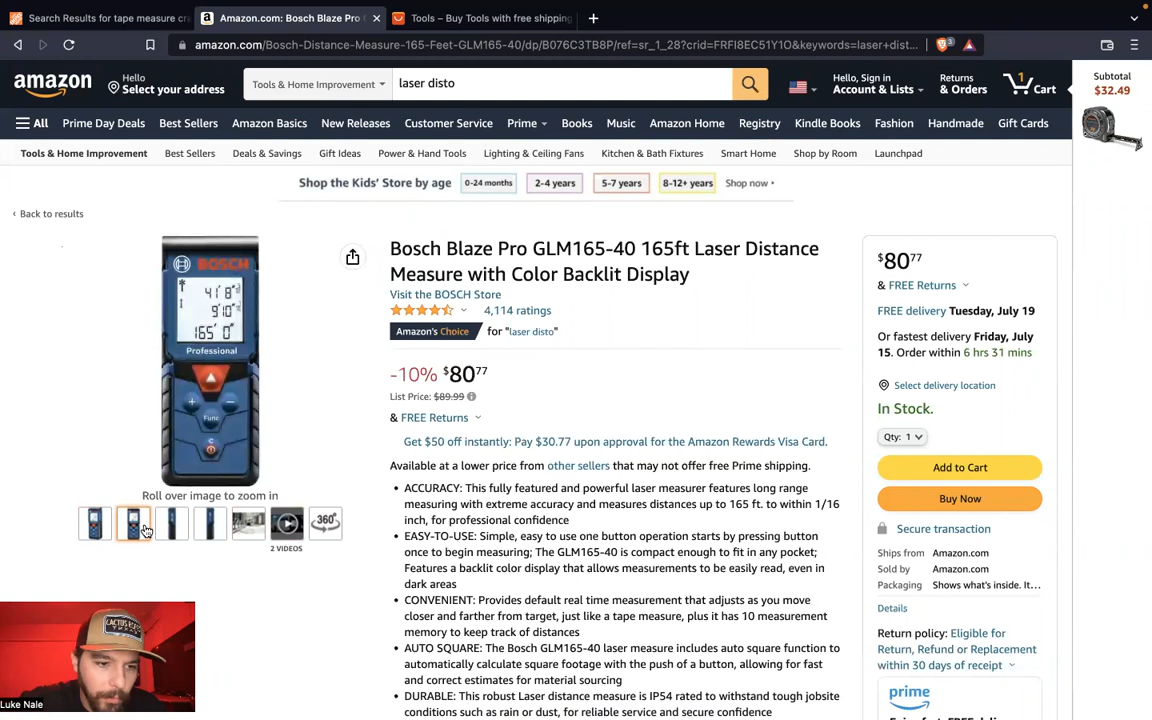 Search Results for tape measure cra
Amazon.com: Bosch Blaze Pro G
Tools – Buy Tools with free shipping
amazon.com/Bosch-Distance-Measure-165-Feet-GLM165-40/dp/B076C3TB8P/ref=sr_1_28?crid=FRFI8EC51Y1O&keywords=laser+dist...
3
amazon
Hello
Select your address
Tools & Home Improvement
laser disto
Hello, Sign in
Account & Lists
Returns
& Orders
1
Cart
Subtotal
$32.49
All
Prime Day Deals
Best Sellers
Amazon Basics
New Releases
Customer Service
Prime
Books
Music
Amazon Home
Registry
Kindle Books
Fashion
Handmade
Gift Cards
Tools & Home Improvement
Best Sellers
Deals & Savings
Gift Ideas
Power & Hand Tools
Lighting & Ceiling Fans
Kitchen & Bath Fixtures
Smart Home
Shop by Room
Launchpad
Shop the Kids' Store by age
0-24 months
2-4 years
5-7 years
8-12+ years
Shop now
‹ Back to results
BOSCH
4'8"
9'10"
165' 0"
Professional
Func
C
Roll over image to zoom in
360°
2 VIDEOS
Bosch Blaze Pro GLM165-40 165ft Laser Distance
Measure with Color Backlit Display
Visit the BOSCH Store
4,114 ratings
Amazon's Choice
for "laser disto"
-10% $80 77
List Price: $89.99
& FREE Returns
Get $50 off instantly: Pay $30.77 upon approval for the Amazon Rewards Visa Card.
Available at a lower price from other sellers that may not offer free Prime shipping.
• ACCURACY: This fully featured and powerful laser measurer features long range
measuring with extreme accuracy and measures distances up to 165 ft. to within 1/16
inch, for professional confidence
• EASY-TO-USE: Simple, easy to use one button operation starts by pressing button
once to begin measuring; The GLM165-40 is compact enough to fit in any pocket;
Features a backlit color display that allows measurements to be easily read, even in
dark areas
• CONVENIENT: Provides default real time measurement that adjusts as you move
closer and farther from target, just like a tape measure, plus it has 10 measurement
memory to keep track of distances
• AUTO SQUARE: The Bosch GLM165-40 laser measure includes auto square function to
automatically calculate square footage with the push of a button, allowing for fast
and correct estimates for material sourcing
• DURABLE: This robust Laser distance measure is IP54 rated to withstand tough jobsite
conditions such as rain or dust, for reliable service and secure confidence
$80 77
& FREE Returns
FREE delivery Tuesday, July 19
Or fastest delivery Friday, July
15. Order within 6 hrs 31 mins
Select delivery location
In Stock.
Qty: 1
Add to Cart
Buy Now
Secure transaction
Ships from Amazon.com
Sold by Amazon.com
Packaging Shows what's inside. It...
Details
Return policy: Eligible for
Return, Refund or Replacement
within 30 days of receipt
prime
CACTUS
Luke Nale